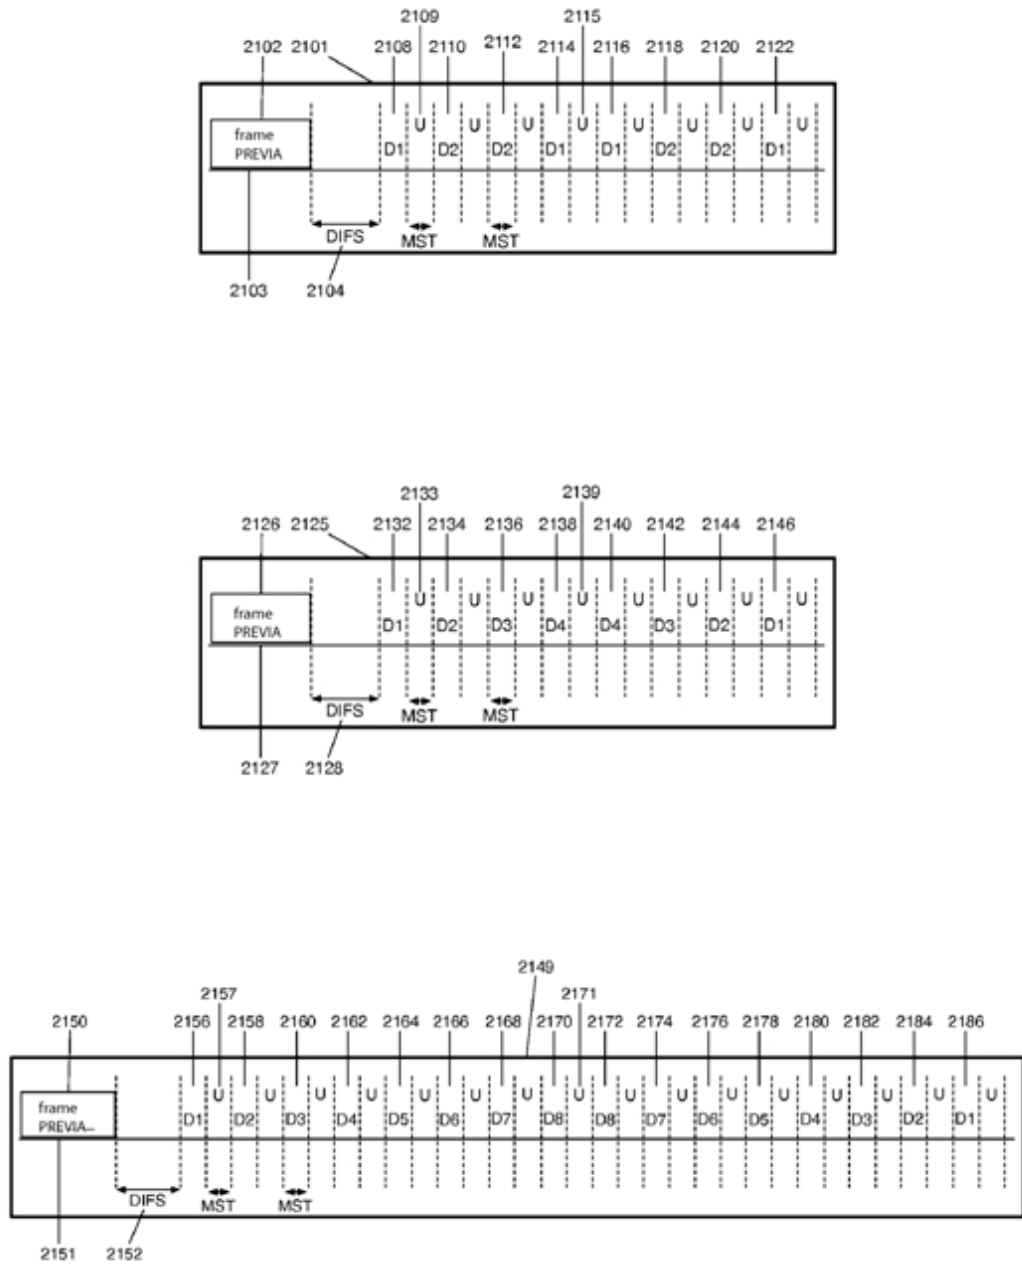 2109 2115
2102 2101 2108 2110 2112 2114 2116 2118 2120 2122
U U U U U U U U
frame
PREVIA
D1 D2 D2 D1 D1 D2 D2 D1
DIFS MST MST
2103 2104
2133 2139
2126 2125 2132 2134 2136 2138 2140 2142 2144 2146
U U U U U U U U
frame
PREVIA
D1 D2 D3 D4 D4 D3 D2 D1
DIFS MST MST
2127 2128
2149
2157 2171
2150 2156 2158 2160 2162 2164 2166 2168 2170 2172 2174 2176 2178 2180 2182 2184 2186
U U U U U U U U U U U U U U U U
frame
PREVIA
D1 D2 D3 D4 D5 D6 D7 D8 D8 D7 D6 D5 D4 D3 D2 D1
DIFS MST MST
2151 2152